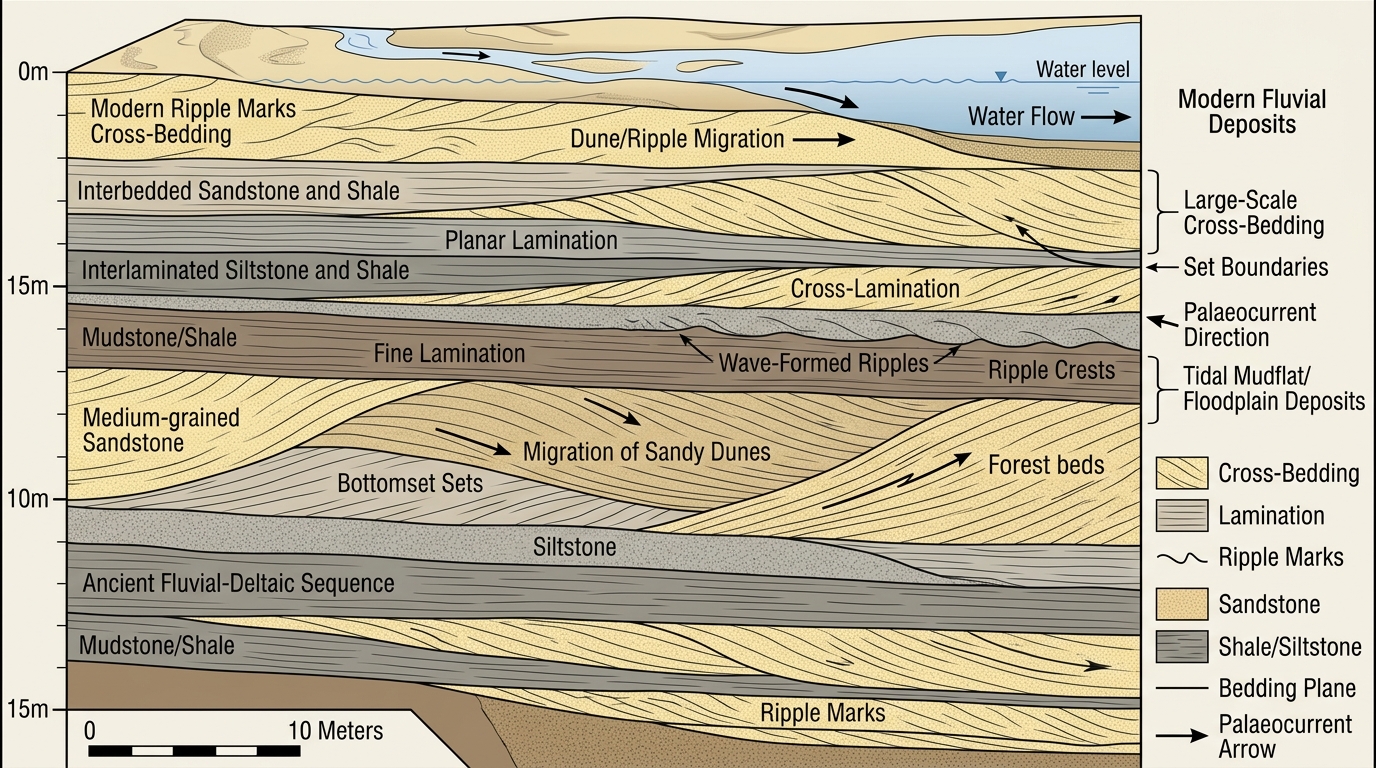 0m
15m
10m
15m
Water level
Water Flow
Modern Ripple Marks
Cross-Bedding
Dune/Ripple Migration
Interbedded Sandstone and Shale
Planar Lamination
Interlaminated Siltstone and Shale
Cross-Lamination
Mudstone/Shale
Fine Lamination
Wave-Formed Ripples
Ripple Crests
Medium-grained
Sandstone
Migration of Sandy Dunes
Bottomset Sets
Forest beds
Siltstone
Ancient Fluvial-Deltaic Sequence
Mudstone/Shale
Ripple Marks
0
10 Meters
Modern Fluvial
Deposits
Large-Scale
Cross-Bedding
Set Boundaries
Palaeocurrent
Direction
Tidal Mudflat/
Floodplain Deposits
Cross-Bedding
Lamination
Ripple Marks
Sandstone
Shale/Siltstone
Bedding Plane
Palaeocurrent
Arrow